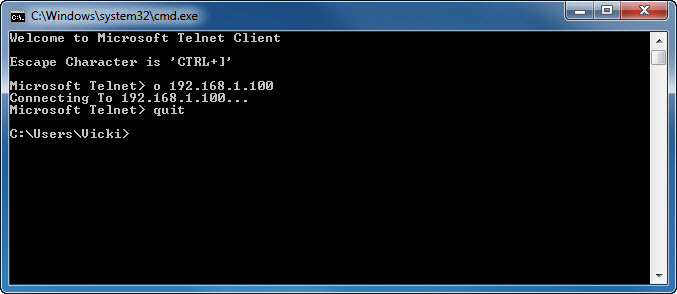 C:\Windows\system32\cmd.exe
Welcome to Microsoft Telnet Client
Escape Character is 'CTRL+]'
Microsoft Telnet> o 192.168.1.100
Connecting To 192.168.1.100...
Microsoft Telnet> quit
C:\Users\Vicki>